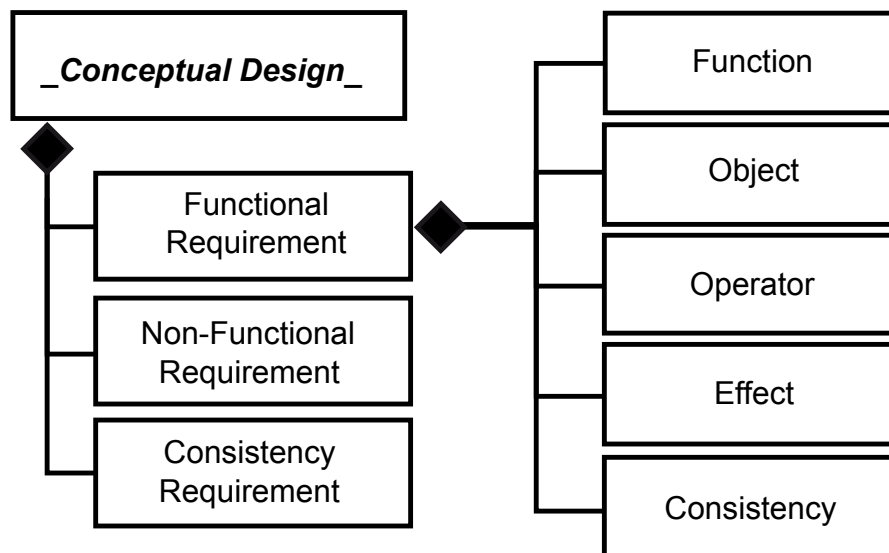 _Conceptual Design_
Functional
Requirement
Non-Functional
Requirement
Consistency
Requirement
Function
Object
Operator
Effect
Consistency